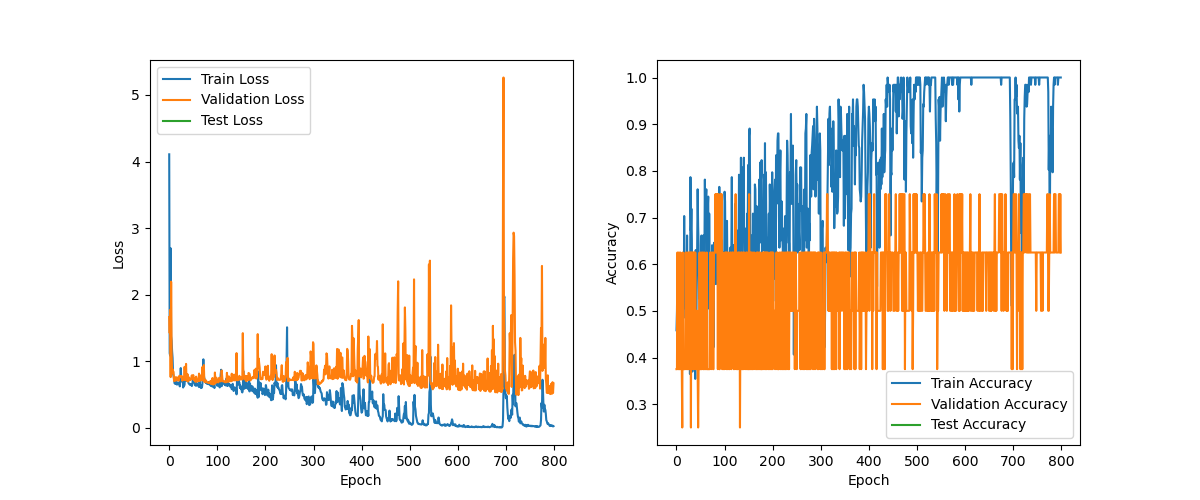 Train Loss
Validation Loss
Test Loss
Loss
5
4
3
2
1
0
0 100 200 300 400 500 600 700 800
Epoch
Accuracy
1.0
0.9
0.8
0.7
0.6
0.5
0.4
0.3
Train Accuracy
Validation Accuracy
Test Accuracy
0 100 200 300 400 500 600 700 800
Epoch